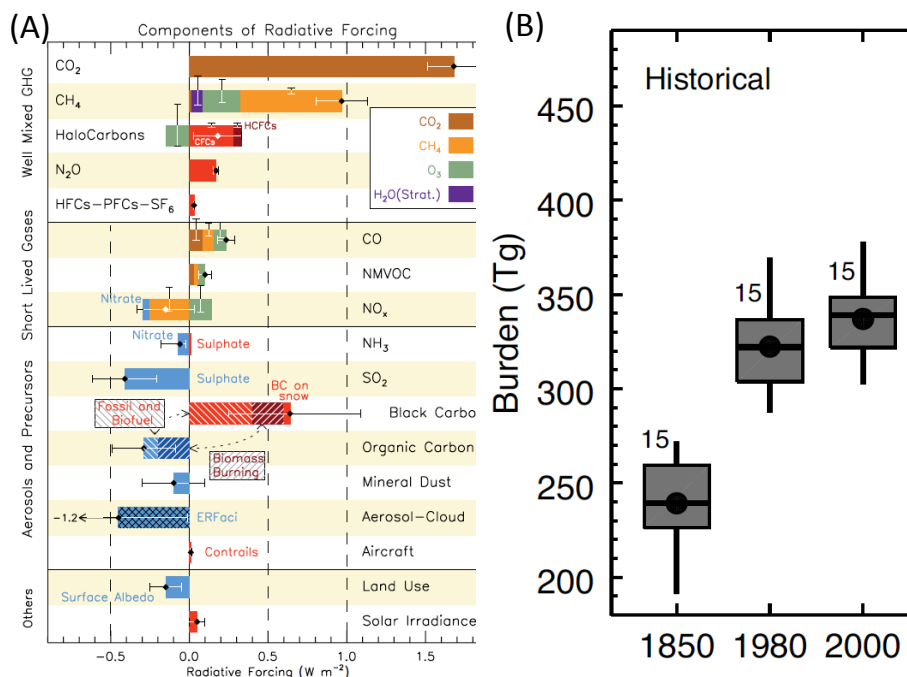 (A)
Components of Radiative Forcing
Well Mixed GHG
CO₂
CH₄
HaloCarbons
CFCs
HCFCs
N₂O
HFCs-PFCs-SF₆
CO₂
CH₄
O₃
H₂O(Strat.)
Short Lived Gases
CO
NMVOC
Nitrate
NOₓ
Aerosols and Precursors
Nitrate
Sulphate
NH₃
Sulphate
SO₂
BC on
snow
Fossil and
Biofuel
Black Carbo
Organic Carbon
Biomass
Burning
Mineral Dust
-1.2
ERFaci
Aerosol-Cloud
Contrails
Aircraft
Others
Land Use
Surface Albedo
Solar Irradiance
-0.5 0.0 0.5 1.0 1.5
Radiative Forcing (W m⁻²)
(B)
Historical
Burden (Tg)
450
400
350
300
250
200
15
15
15
1850 1980 2000